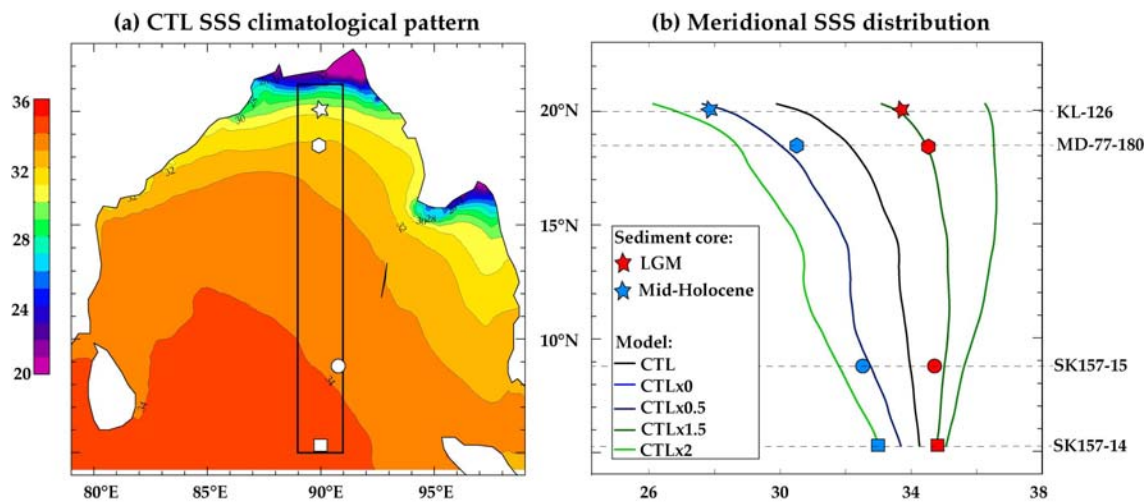 (a) CTL SSS climatological pattern
(b) Meridional SSS distribution
36
32
28
26
24
20
80°E
85°E
90°E
95°E
20°N
15°N
10°N
30
32
32
28
34
KL-126
MD-77-180
SK157-15
SK157-14
Sediment core:
LGM
Mid-Holocene
Model:
CTL
CTLx0
CTLx0.5
CTLx1.5
CTLx2
26
30
34
38